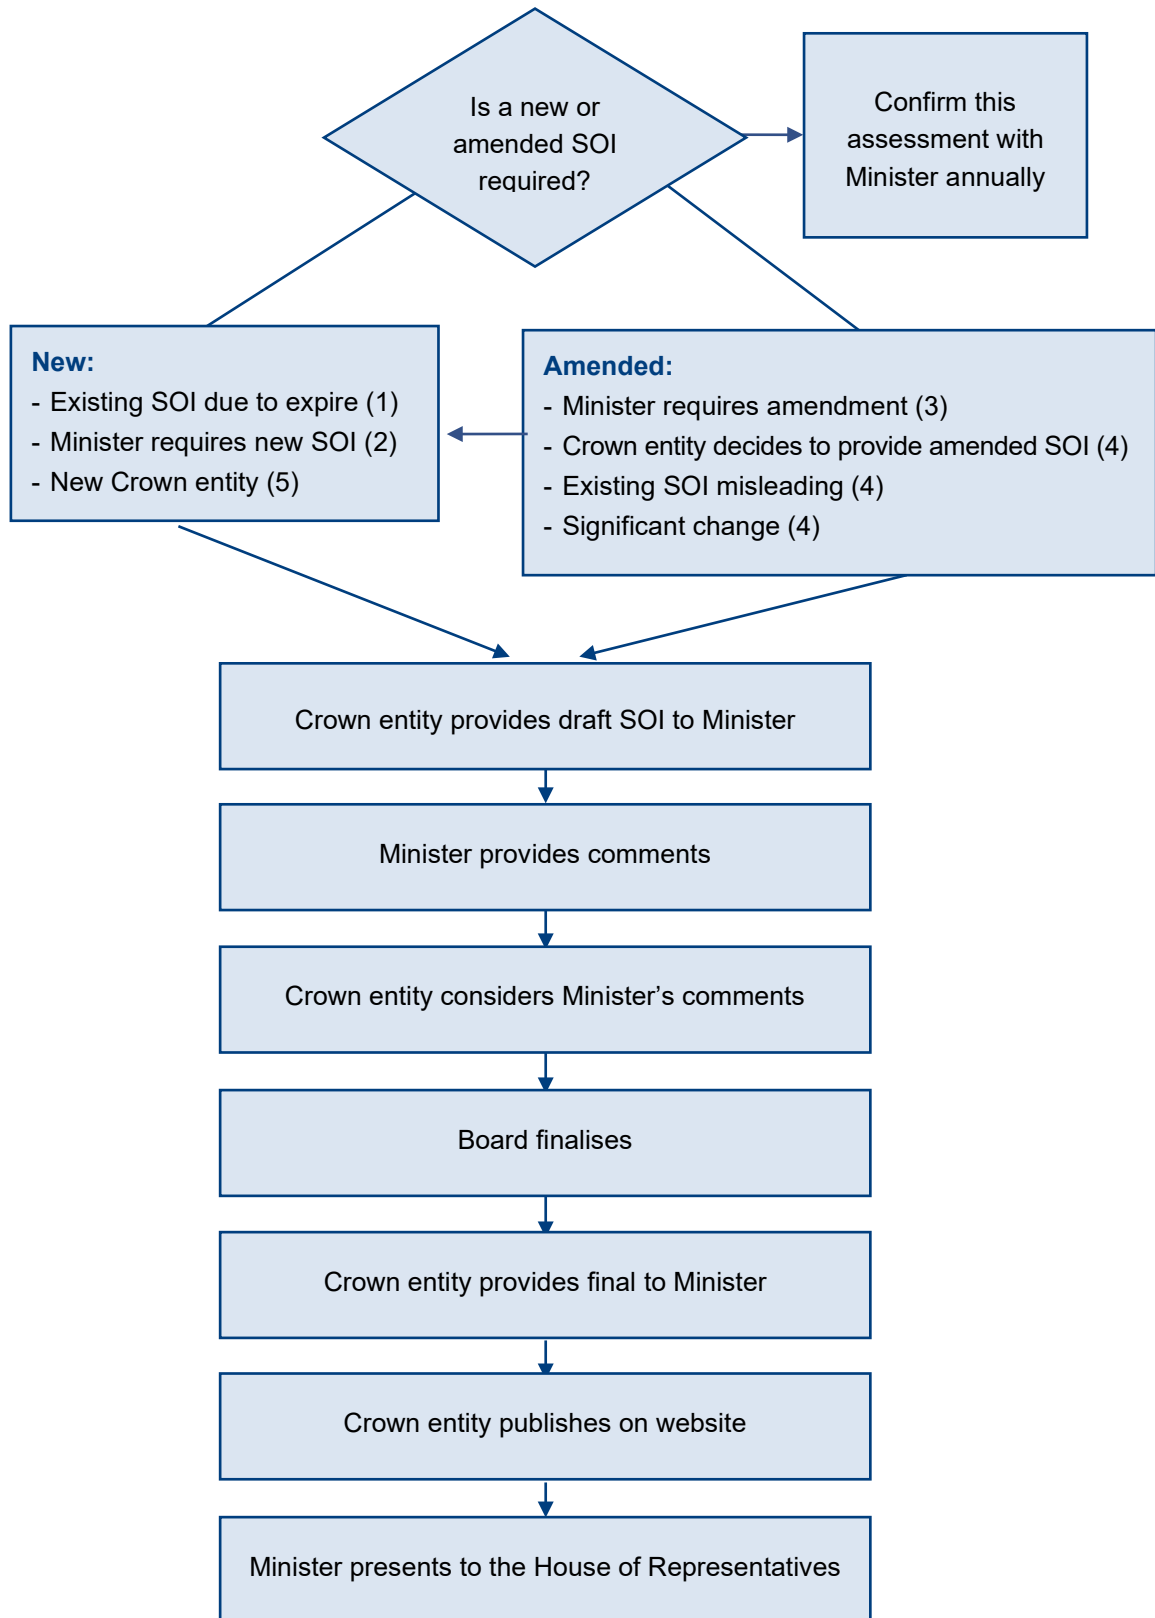 Is a new or
amended SOI
required?
Confirm this
assessment with
Minister annually
New:
- Existing SOI due to expire (1)
- Minister requires new SOI (2)
- New Crown entity (5)
Amended:
- Minister requires amendment (3)
- Crown entity decides to provide amended SOI (4)
- Existing SOI misleading (4)
- Significant change (4)
Crown entity provides draft SOI to Minister
Minister provides comments
Crown entity considers Minister’s comments
Board finalises
Crown entity provides final to Minister
Crown entity publishes on website
Minister presents to the House of Representatives